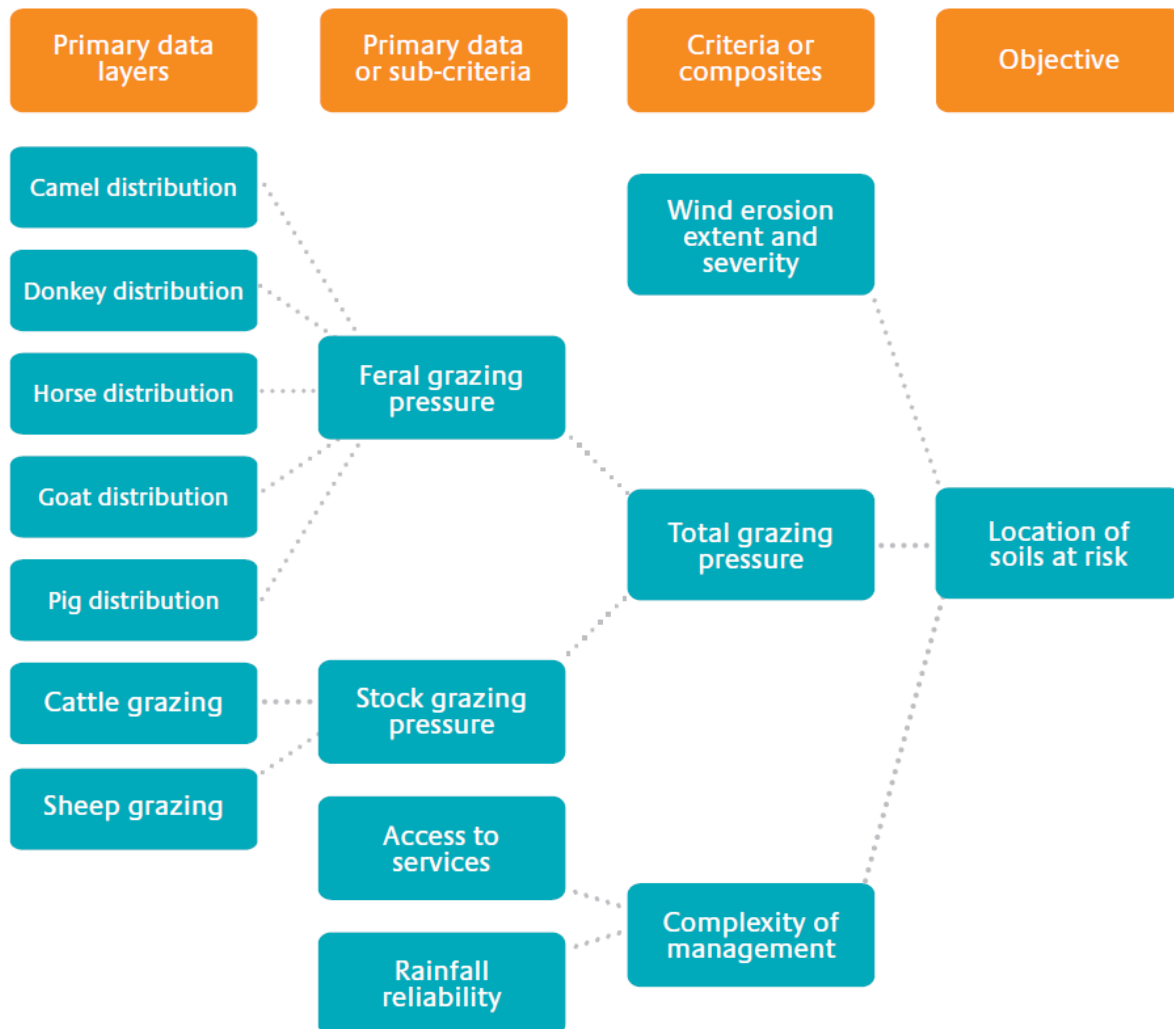 Primary data
layers
Primary data
or sub-criteria
Criteria or
composites
Objective
Camel distribution
Donkey distribution
Horse distribution
Goat distribution
Pig distribution
Cattle grazing
Sheep grazing
Feral grazing
pressure
Stock grazing
pressure
Access to
services
Rainfall
reliability
Wind erosion
extent and
severity
Total grazing
pressure
Complexity of
management
Location of
soils at risk